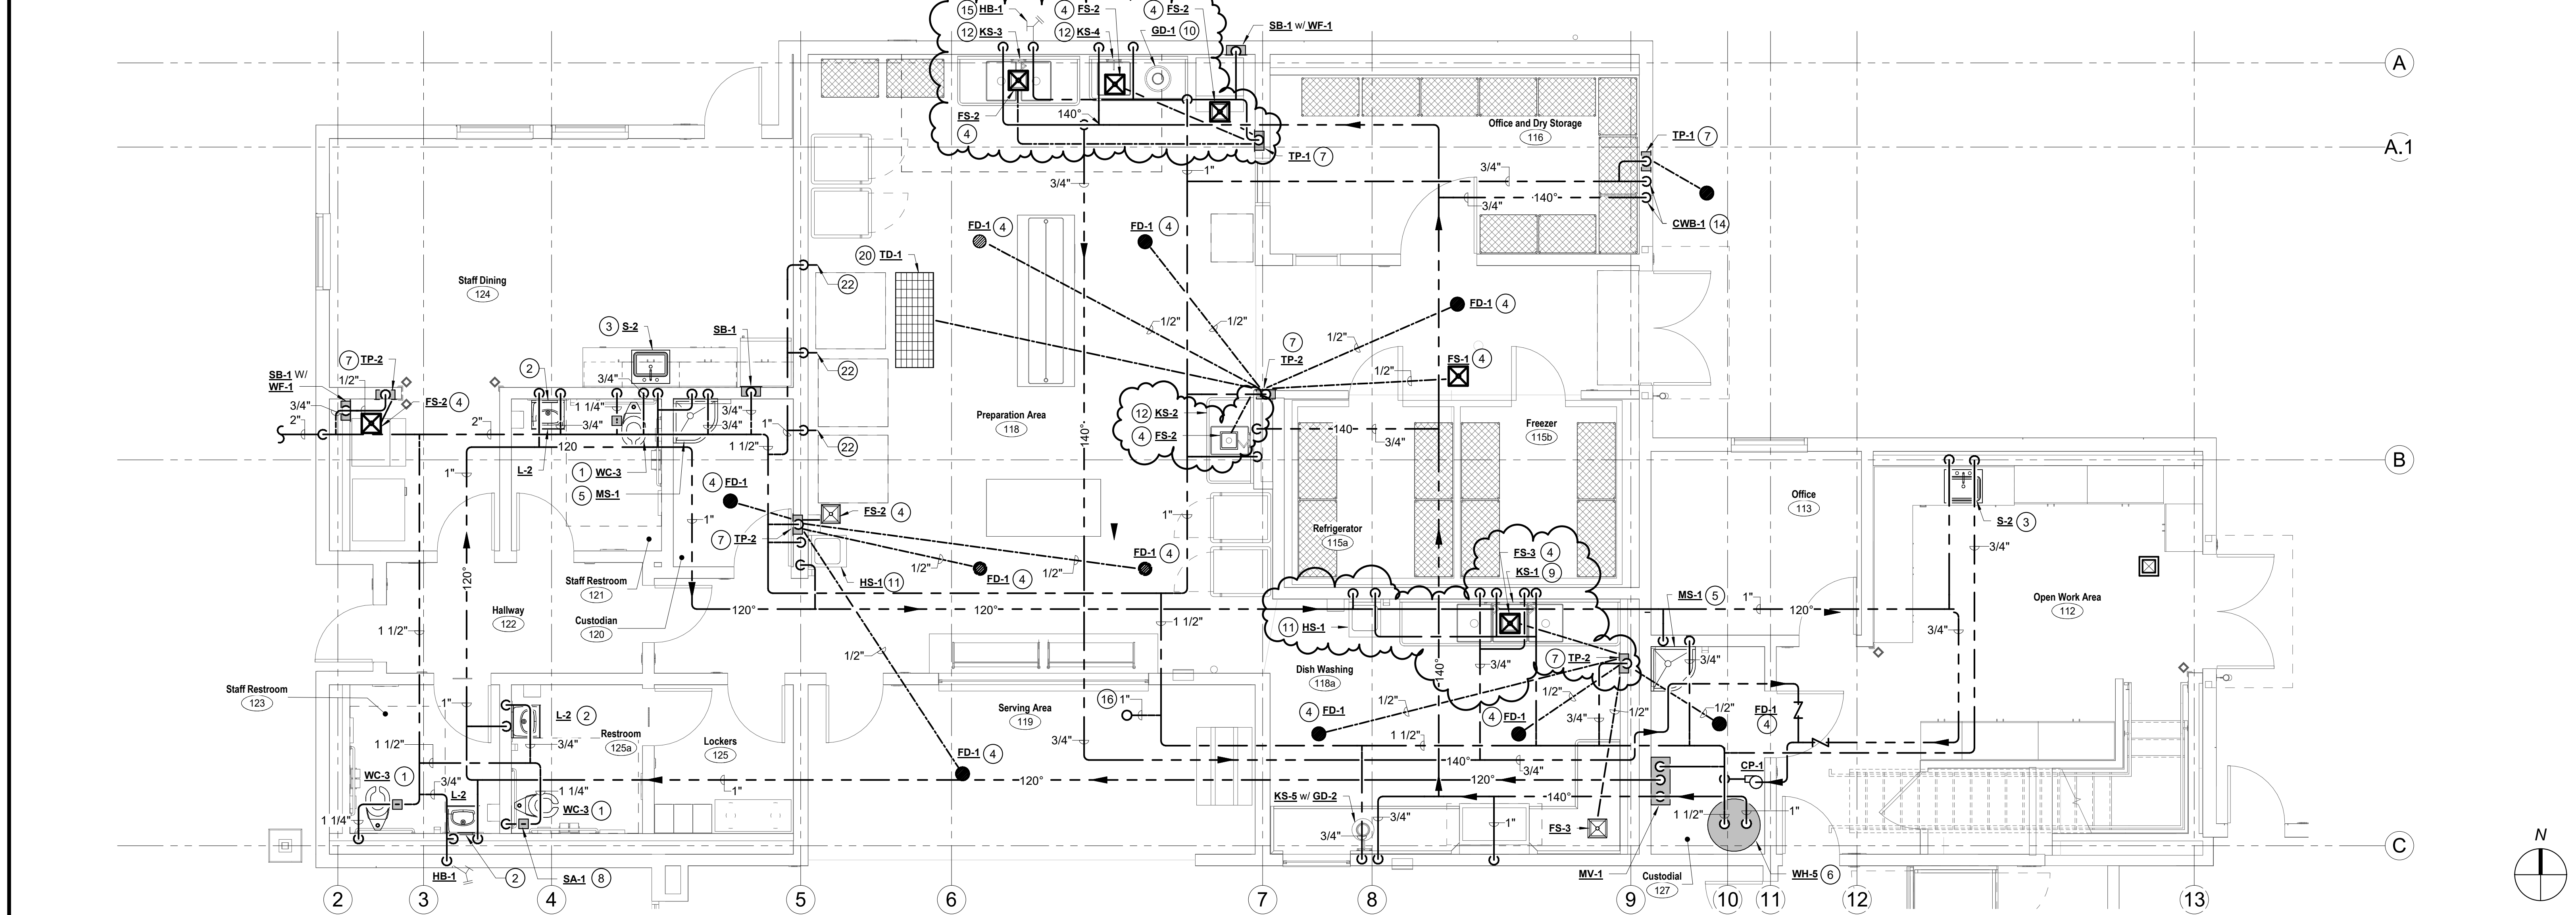 15 HB-1
4 FS-2
4 FS-2
12 KS-3
12 KS-4
GD-1 10
SB-1 w/ WF-1
A
FS-2
4
140°
Office and Dry Storage
116
TP-1 7
TP-1 7
A.1
3/4"
1"
3/4"
3/4"
140°
CWB-1 14
FD-1 4
FD-1 4
20 TD-1
Staff Dining
124
22
FD-1 4
3 S-2
SB-1
1/2"
1/2"
1/2"
7
TP-2
FS-1 4
1/2"
7 TP-2
SB-1 W/
WF-1
1/2"
2
3/4"
22
3/4"
FS-2 4
1 1/4"
3/4"
3/4"
3/4"
Preparation Area
118
12 KS-2
4 FS-2
Freezer
115b
2"
2"
2"
1"
120
1 1/2"
22
140°
140
3/4"
B
1"
L-2
1 WC-3
5 MS-1
4 FD-1
FS-2 4
1"
Office
113
S-2 3
1"
7 TP-2
Refrigerator
115a
FS-3 4
KS-1 9
3/4"
1/2"
FD-1 4
1/2"
FD-1 4
HS-1 11
120°
Staff Restroom
121
Hallway
122
Custodian
120
120°
120°
MS-1 5
1"
120°
Open Work Area
112
1 1/2"
1 1/2"
11 HS-1
3/4"
1/2"
3/4"
140°
7 TP-2
3/4"
Dish Washing
118a
Staff Restroom
123
1"
16 1"
Serving Area
119
L-2 2
Restroom
125a
Lockers
125
1/2"
1/2"
1/2"
1/2"
FD-1
4
4 FD-1
4 FD-1
3/4"
1 1/2"
3/4"
3/4"
1 1/2"
FD-1 4
140°
3/4"
CP-1
WC-3 1
3/4"
L-2
1 1/4"
1"
120°
120°
1 1/4"
WC-3 1
KS-5 w/ GD-2
3/4"
3/4"
1"
140°
FS-3
1 1/2"
1"
HB-1
2
SA-1 8
MV-1
Custodial
127
WH-5 6
C
N
2
3
4
5
6
7
8
9
10
11
12
13